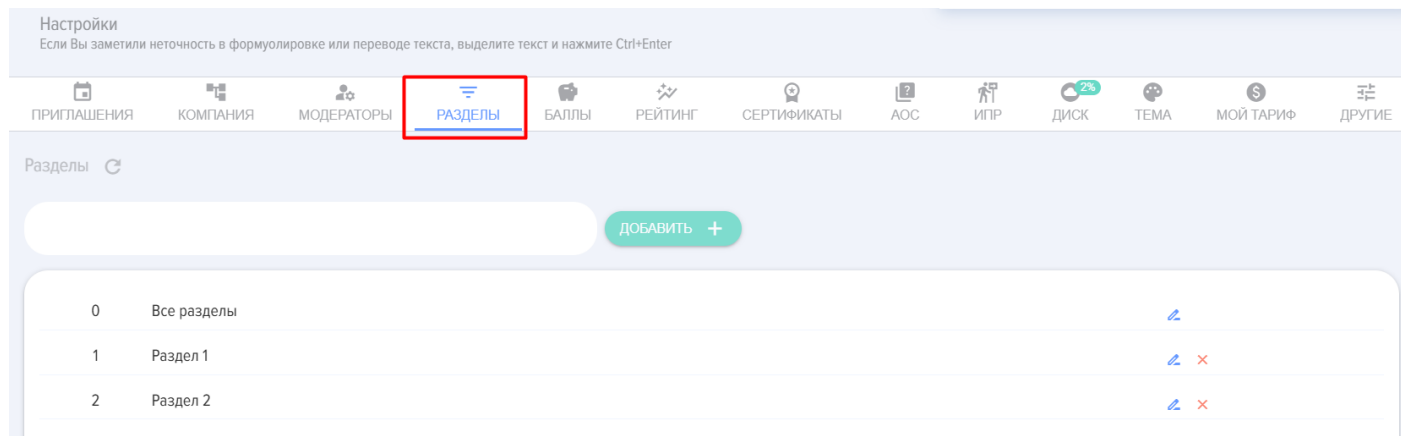 Настройки
Если Вы заметили неточность в формуолировке или переводе текста, выделите текст и нажмите Ctrl+Enter
2%
ПРИГЛАШЕНИЯ КОМПАНИЯ МОДЕРАТОРЫ РАЗДЕЛЫ БАЛЛЫ РЕЙТИНГ СЕРТИФИКАТЫ АОС ИПР ДИСК ТЕМА МОЙ ТАРИФ ДРУГИЕ
Разделы
ДОБАВИТЬ +
0 Все разделы
1 Раздел 1
2 Раздел 2